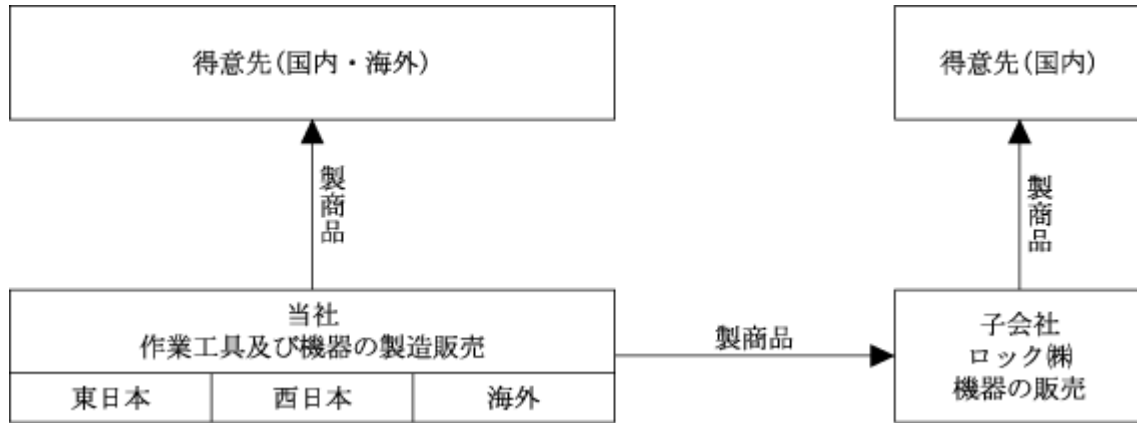 得意先(国内・海外)
得意先(国内)
製商品
製商品
当社
作業工具及び機器の製造販売
東日本
西日本
海外
製商品
子会社
ロック㈱
機器の販売